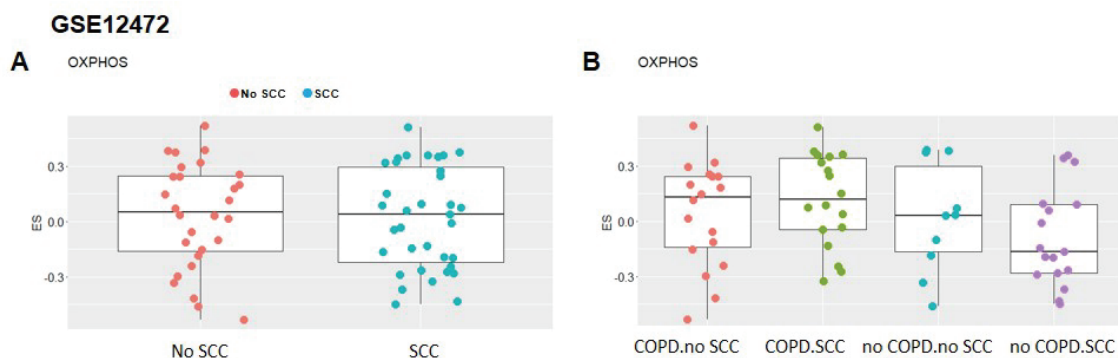 GSE12472
A
OXPHOS
No SCC SCC
ES
0.3
0.0
-0.3
No SCC SCC
B
OXPHOS
ES
0.3
0.0
-0.3
COPD.no SCC COPD.SCC no COPD.no SCC no COPD.SCC